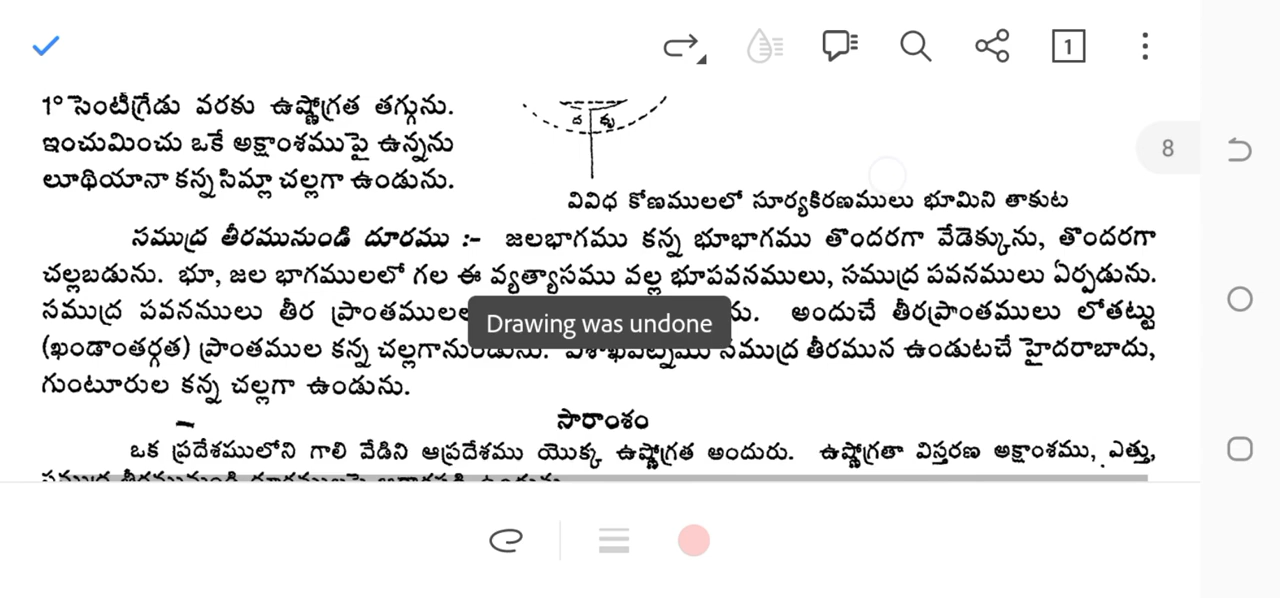 1
1° సెంటీగ్రేడు వరకు ఉష్ణోగ్రత తగ్గును.
ఇంచుమించు ఒకే అక్షాంశముపై ఉన్నను
లూథియానా కన్న సిమ్లా చల్లగా ఉండును.
8
వివిధ కోణములలో సూర్యకిరణములు భూమిని తాకుట
సముద్ర తీరమునుండి దూరము :- జలభాగము కన్న భూభాగము తొందరగా వేడెక్కును, తొందరగా
చల్లబడును. భూ, జల భాగములలో గల ఈ వ్యత్యాసము వల్ల భూపవనములు, సముద్ర పవనములు ఏర్పడును.
సముద్ర పవనములు తీర అందుచే తీరప్రాంతములు లోతట్టు
Drawing was undone
(ఖండాంతర్గత) ప్రాంతముల కన్న సముద్ర తీరమున ఉండుటచే హైదరాబాదు,
గుంటూరుల కన్న చల్లగా ఉండును.
సారాంశం
ఒక ప్రదేశములోని గాలి వేడిని ఆప్రదేశము యొక్క ఉష్ణోగ్రత అందురు. ఉష్ణోగ్రతా విస్తరణ అక్షాంశము, ఎత్తు,